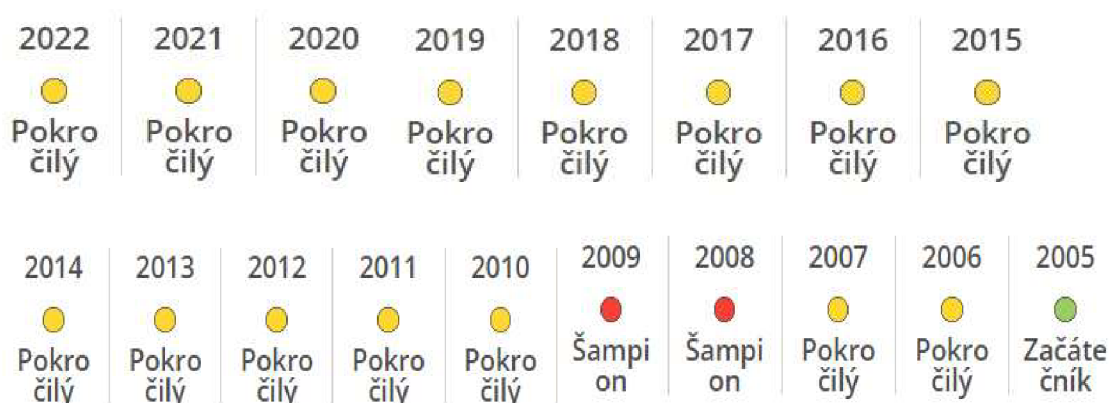 2022 2021 2020 2019 2018 2017 2016 2015
Pokro Pokro Pokro Pokro Pokro Pokro Pokro Pokro
čilý čilý čilý čilý čilý čilý čilý čilý
2014 2013 2012 2011 2010 2009 2008 2007 2006 2005
Pokro Pokro Pokro Pokro Pokro Šampi Šampi Pokro Pokro Začáte
čilý čilý čilý čilý čilý on on čilý čilý čník